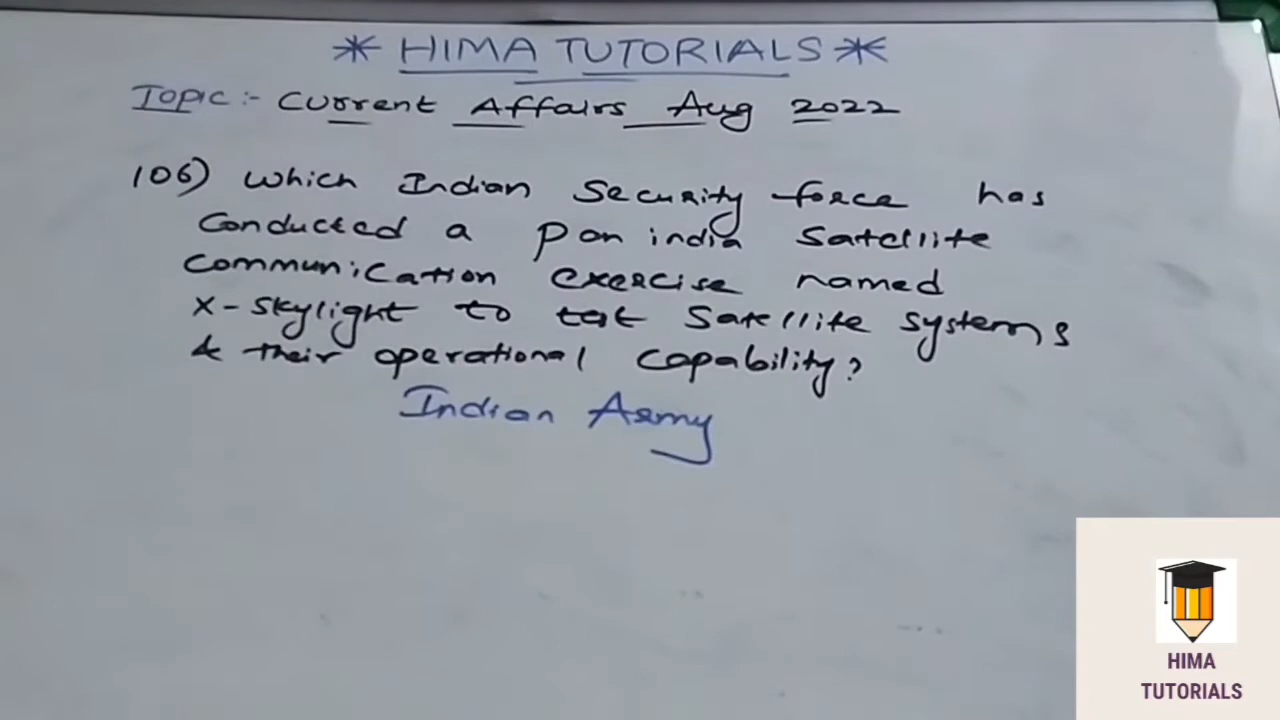 * HIMA TUTORIALS *
Topic:- Current Affairs Aug 2022
106) Which Indian Security force has
Conducted a Pan india Satellite
Communication exercise named
X-Skylight to test Satellite systems
& their operational capability?
Indian Army
HIMA
TUTORIALS